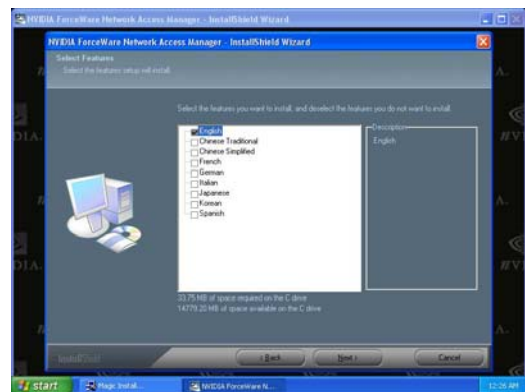 NVIDIA ForceWare Network Access Manager - InstallShield Wizard
NVIDIA ForceWare Network Access Manager - InstallShield Wizard
Select Features
Select the features setup will install.
Select the features you want to install, and deselect the features you do not want to install.
English
Chinese Traditional
Chinese Simplified
French
German
Italian
Japanese
Korean
Spanish
Description
English
33.75 MB of space required on the C drive
14779.20 MB of space available on the C drive
InstallShield
< Back
Next >
Cancel
start
Magic Install...
NVIDIA ForceWare N...
12:26 AM